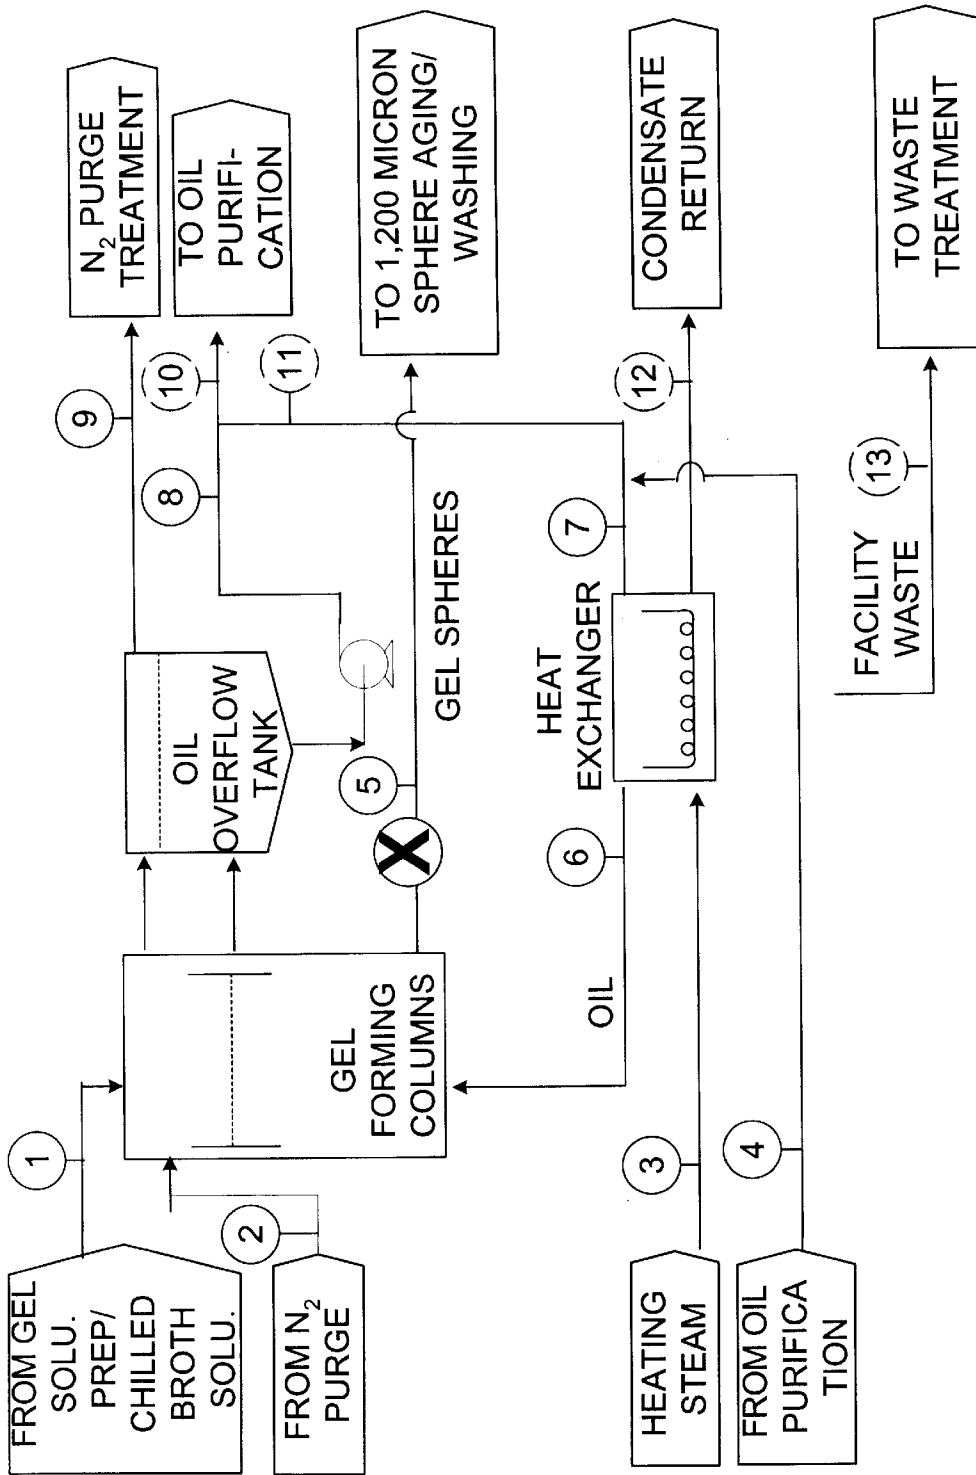 FROM GEL
SOLU.
PREP/
CHILLED
BROTH
SOLU.
1
FROM N2
PURGE
2
GEL
FORMING
COLUMNS
OIL
OVERFLOW
TANK
9
N2 PURGE
TREATMENT
8
10
TO OIL
PURIFI-
CATION
11
5
GEL SPHERES
TO 1,200 MICRON
SPHERE AGING/
WASHING
OIL
6
HEAT
EXCHANGER
7
HEATING
STEAM
3
12
CONDENSATE
RETURN
FROM OIL
PURIFICA
TION
4
FACILITY
WASTE
13
TO WASTE
TREATMENT
X